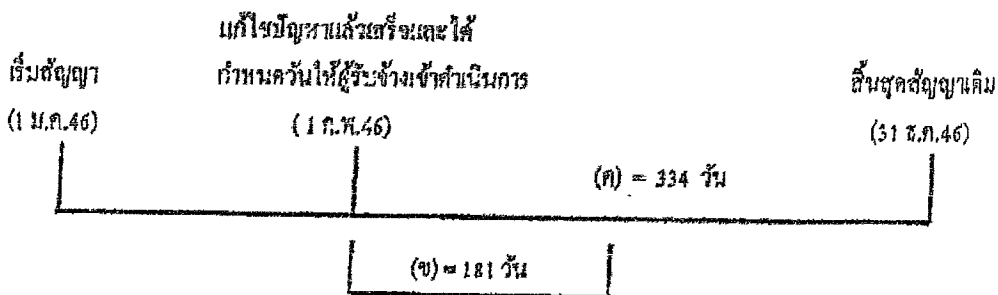 แก้ไขปัญหาแล้วเสร็จและได้
เริ่มสัญญา กำหนดวันให้ผู้รับจ้างเข้าดำเนินการ สิ้นสุดสัญญาเดิม
(1 ม.ค.46) (1 ก.พ.46) (31 ธ.ค.46)
(ค) = 334 วัน
(ข) = 181 วัน